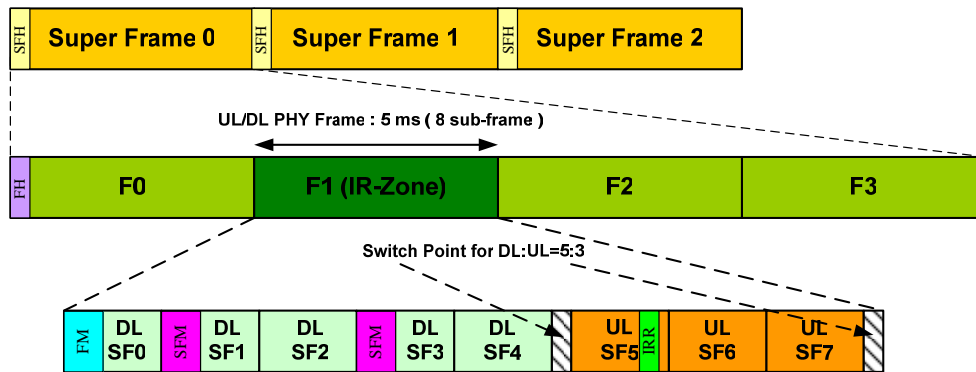 SFH
Super Frame 0
SFH
Super Frame 1
SFH
Super Frame 2
UL/DL PHY Frame : 5 ms ( 8 sub-frame )
FH
F0
F1 (IR-Zone)
F2
F3
Switch Point for DL:UL=5:3
FM
DL
SF0
SFM
DL
SF1
DL
SF2
SFM
DL
SF3
DL
SF4
UL
SF5
IRR
UL
SF6
UL
SF7